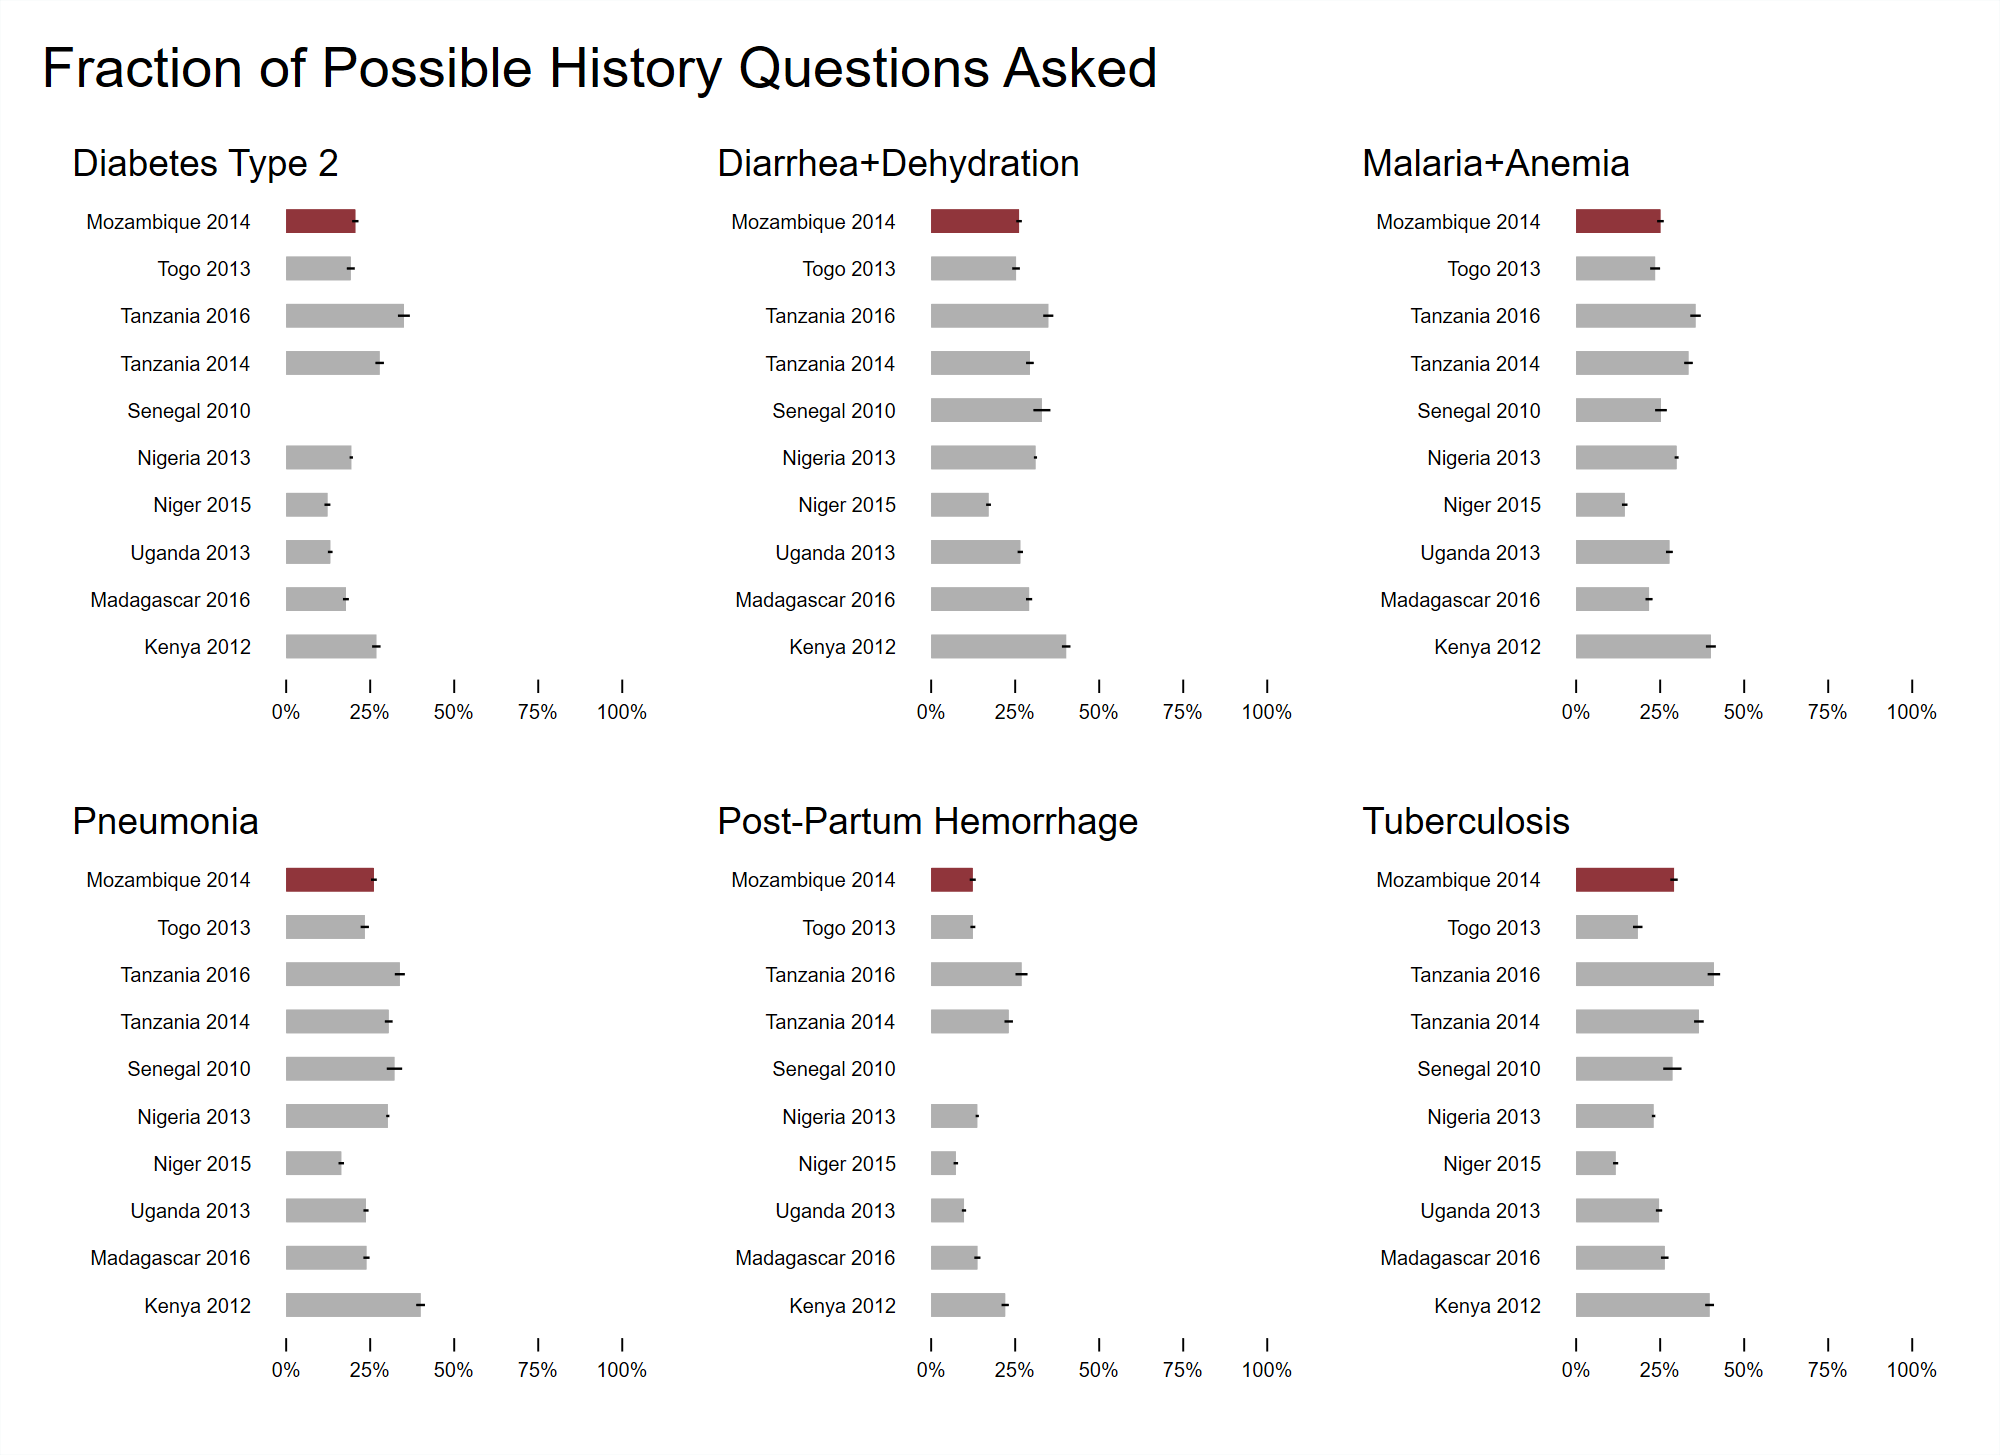 Fraction of Possible History Questions Asked
Diabetes Type 2
Mozambique 2014
Togo 2013
Tanzania 2016
Tanzania 2014
Senegal 2010
Nigeria 2013
Niger 2015
Uganda 2013
Madagascar 2016
Kenya 2012
0% 25% 50% 75% 100%
Diarrhea+Dehydration
Mozambique 2014
Togo 2013
Tanzania 2016
Tanzania 2014
Senegal 2010
Nigeria 2013
Niger 2015
Uganda 2013
Madagascar 2016
Kenya 2012
0% 25% 50% 75% 100%
Malaria+Anemia
Mozambique 2014
Togo 2013
Tanzania 2016
Tanzania 2014
Senegal 2010
Nigeria 2013
Niger 2015
Uganda 2013
Madagascar 2016
Kenya 2012
0% 25% 50% 75% 100%
Pneumonia
Mozambique 2014
Togo 2013
Tanzania 2016
Tanzania 2014
Senegal 2010
Nigeria 2013
Niger 2015
Uganda 2013
Madagascar 2016
Kenya 2012
0% 25% 50% 75% 100%
Post-Partum Hemorrhage
Mozambique 2014
Togo 2013
Tanzania 2016
Tanzania 2014
Senegal 2010
Nigeria 2013
Niger 2015
Uganda 2013
Madagascar 2016
Kenya 2012
0% 25% 50% 75% 100%
Tuberculosis
Mozambique 2014
Togo 2013
Tanzania 2016
Tanzania 2014
Senegal 2010
Nigeria 2013
Niger 2015
Uganda 2013
Madagascar 2016
Kenya 2012
0% 25% 50% 75% 100%